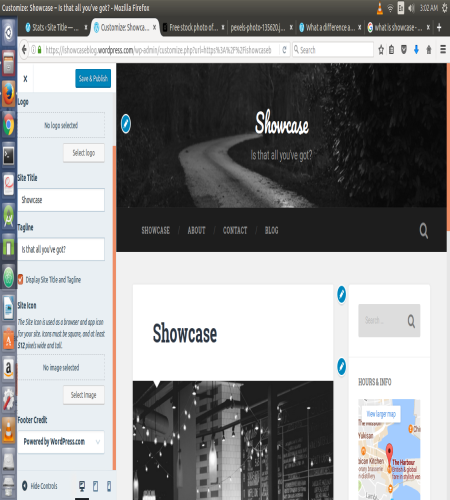 Customize: Showcase – Is that all you've got? - Mozilla Firefox
En
3:02 AM
Stats ‹ Site Title — ...
Customize: Showca...
Free stock photo of...
pexels-photo-135620.j...
What a difference a...
what is showcase - ...
https://ishowcaseblog.wordpress.com/wp-admin/customize.php?url=https%3A%2F%2Fishowcaseb
Search
X
Save & Publish
Logo
No logo selected
Select logo
Site Title
Showcase
Tagline
Is that all you've got?
Display Site Title and Tagline
Site Icon
The Site Icon is used as a browser and app icon
for your site. Icons must be square, and at least
512 pixels wide and tall.
No image selected
Select Image
Footer Credit
Powered by WordPress.com
Hide Controls
Showcase
Is that all you've got?
SHOWCASE / ABOUT / CONTACT / BLOG
Showcase
Search ...
HOURS & INFO
View larger map
Yukisan
The Harbour